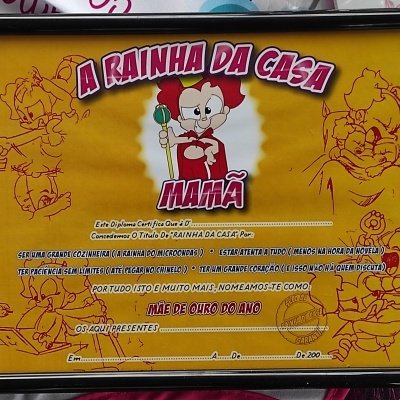 A RAINHA DA CASA
MAMÃ
Este Diploma Certifica Que é D'
Concedemos O Titulo De "RAINHA DA CASA" Por:
SER UMA GRANDE COZINHEIRA ( A RAINHA DO MICROONDAS ) * ESTAR ATENTA A TUDO ( MENOS NA HORA DA NOVELA )
TER PACIÊNCIA SEM LIMITES ( ATÉ PEGAR NO CHINELO ) * TER UM GRANDE CORAÇÃO ( E ISSO NÃO HÁ QUEM DISCUTA )
POR TUDO ISTO E MUITO MAIS, NOMEAMOS-TE COMO:
MÃE DE OURO DO ANO
OS AQUI PRESENTES
Em A De De 200